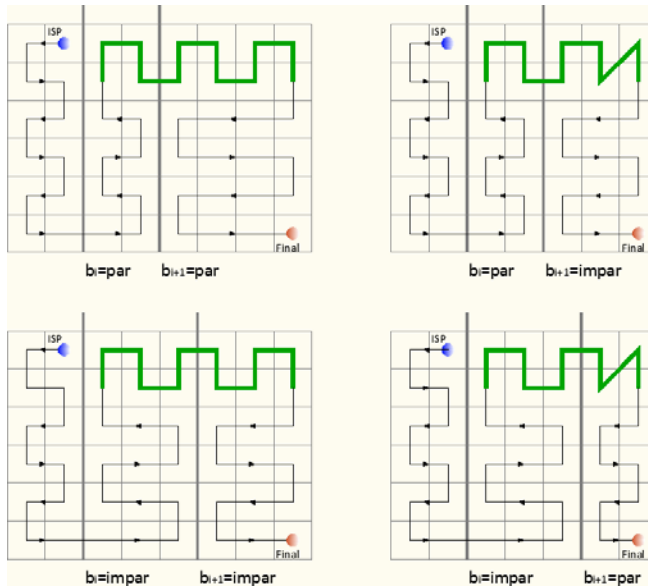 ISP
ISP
Final
Final
bᵢ=par bᵢ₊₁=par
bᵢ=par bᵢ₊₁=impar
ISP
ISP
Final
Final
bᵢ=impar bᵢ₊₁=impar
bᵢ=impar bᵢ₊₁=par